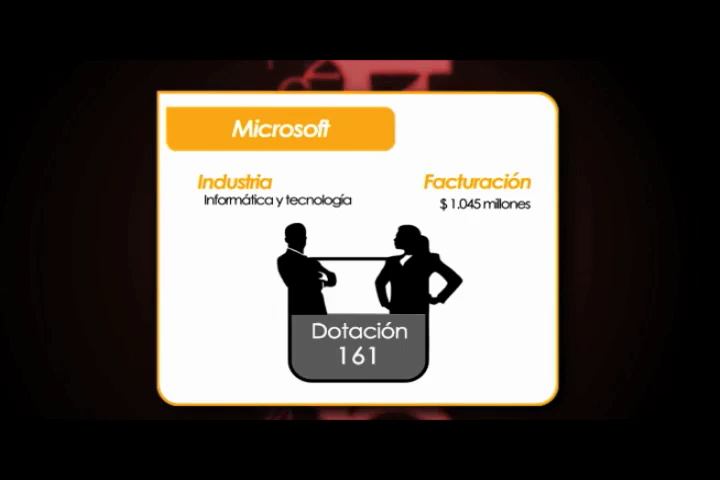 Microsoft
Industria
Informática y tecnología
Facturación
$ 1.045 millones
Dotación
161